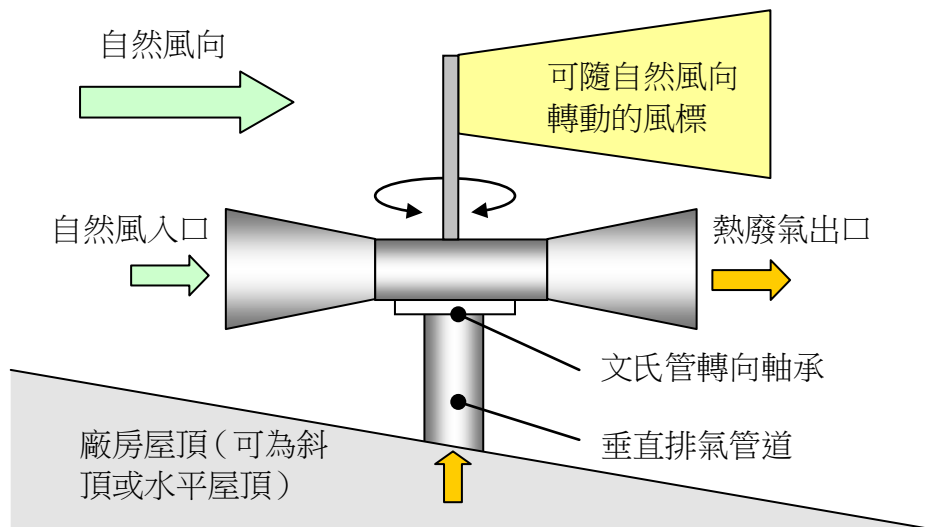 自然風向
可隨自然風向
轉動的風標
自然風入口
熱廢氣出口
文氏管轉向軸承
垂直排氣管道
廠房屋頂（可為斜
頂或水平屋頂）